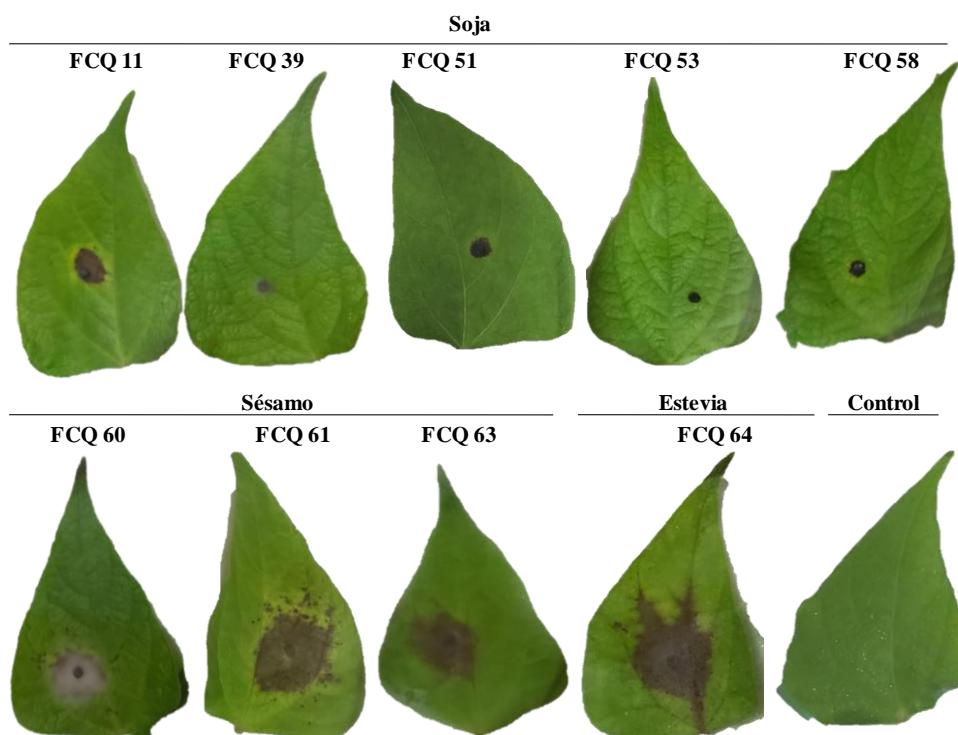 Soja
FCQ 11 FCQ 39 FCQ 51 FCQ 53 FCQ 58
Sésamo Estevia Control
FCQ 60 FCQ 61 FCQ 63 FCQ 64